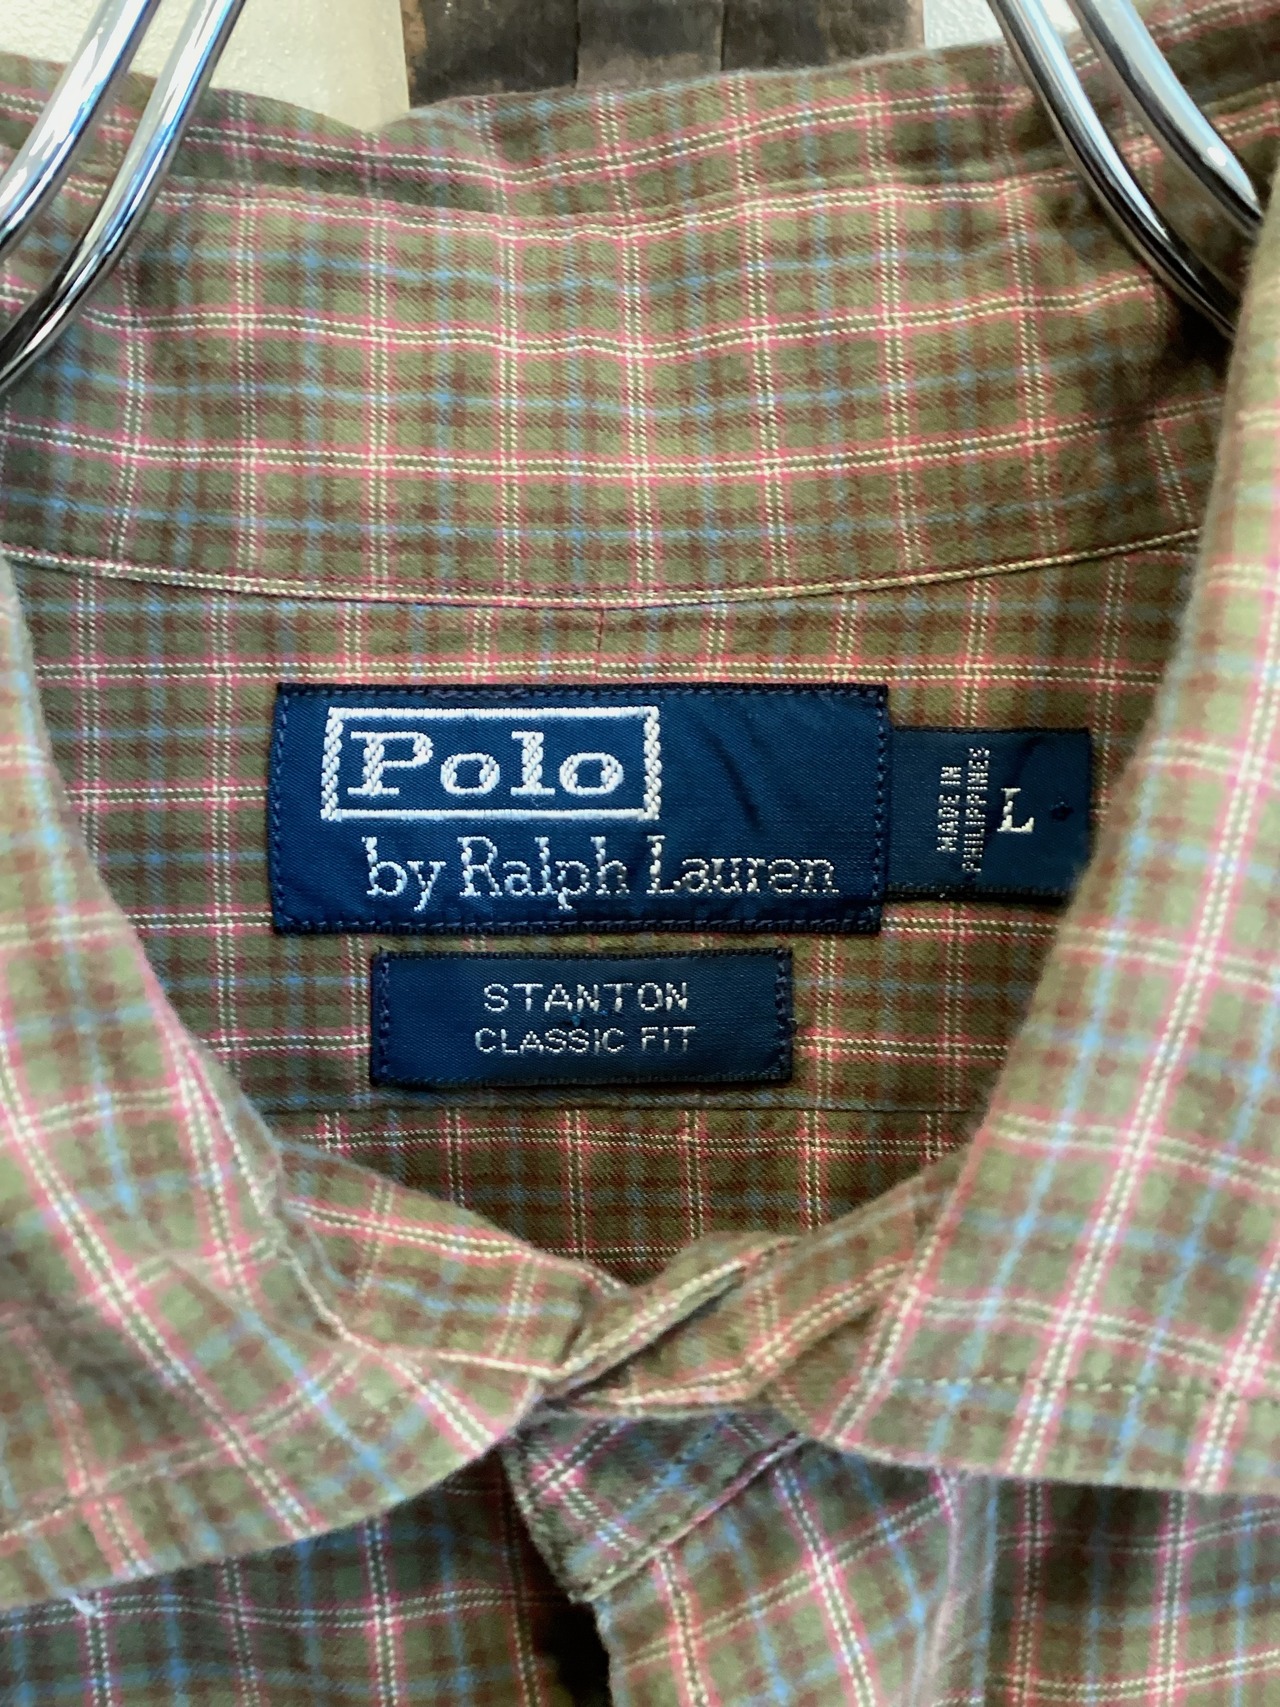 Polo
by Ralph Lauren
MADE IN
PHILIPPINES
L
STANTON
CLASSIC FIT